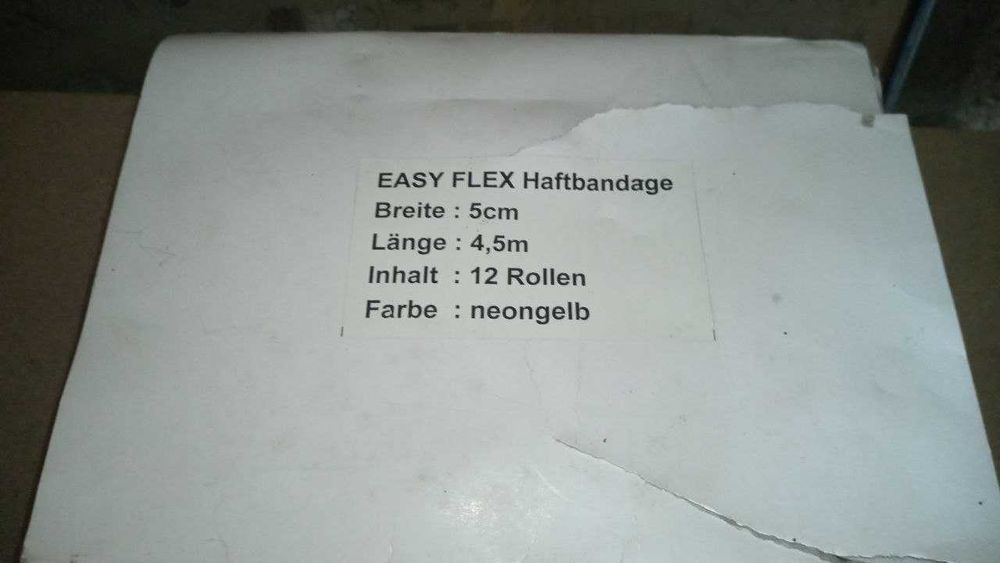 EASY FLEX Haftbandage
Breite : 5cm
Länge : 4,5m
Inhalt : 12 Rollen
Farbe : neongelb